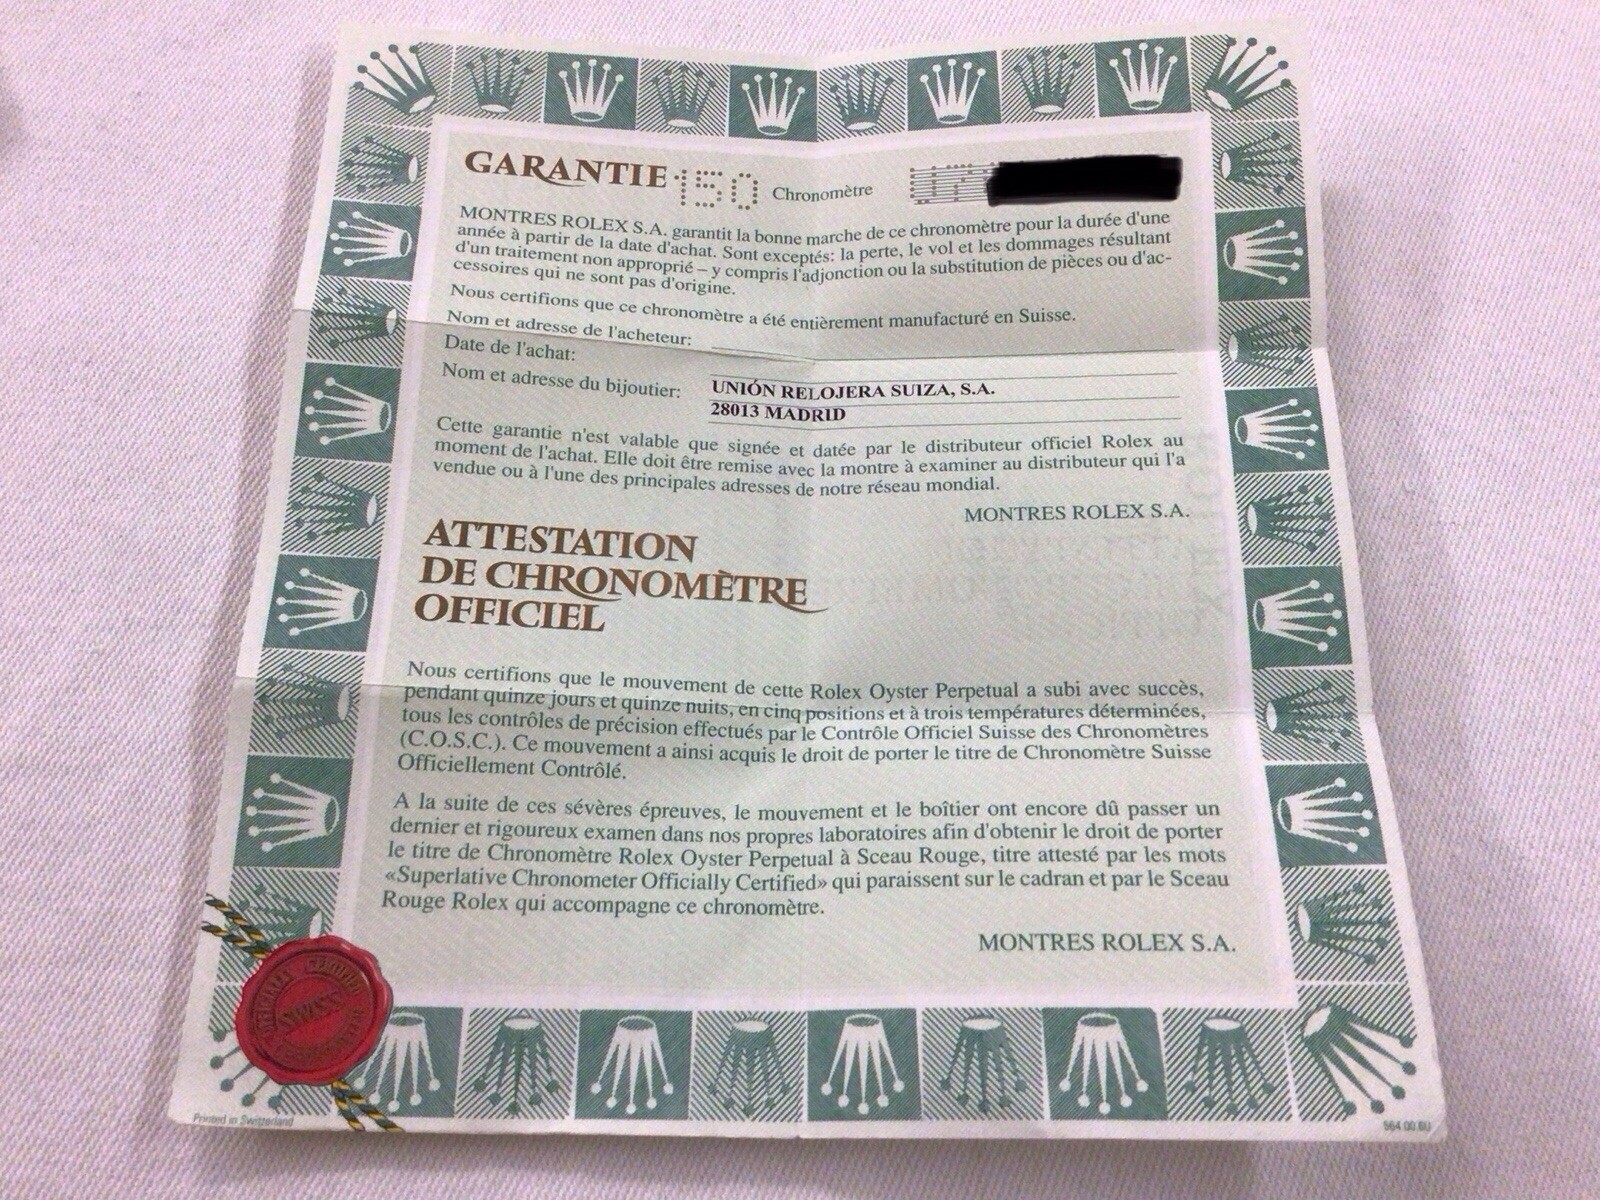 GARANTIE 150 Chronomètre
MONTRES ROLEX S.A. garantit la bonne marche de ce chronomètre pour la durée d'une
année à partir de la date d'achat. Sont exceptés: la perte, le vol et les dommages résultant
d'un traitement non approprié – y compris l'adjonction ou la substitution de pièces ou d'ac-
cessoires qui ne sont pas d'origine.
Nous certifions que ce chronomètre a été entièrement manufacturé en Suisse.
Nom et adresse de l'acheteur:
Date de l'achat:
Nom et adresse du bijoutier: UNIÓN RELOJERA SUIZA, S.A.
28013 MADRID
Cette garantie n'est valable que signée et datée par le distributeur officiel Rolex au
moment de l'achat. Elle doit être remise avec la montre à examiner au distributeur qui l'a
vendue ou à l'une des principales adresses de notre réseau mondial.
MONTRES ROLEX S.A.
ATTESTATION
DE CHRONOMÈTRE
OFFICIEL
Nous certifions que le mouvement de cette Rolex Oyster Perpetual a subi avec succès,
pendant quinze jours et quinze nuits, en cinq positions et à trois températures déterminées,
tous les contrôles de précision effectués par le Contrôle Officiel Suisse des Chronomètres
(C.O.S.C.). Ce mouvement a ainsi acquis le droit de porter le titre de Chronomètre Suisse
Officiellement Contrôlé.
A la suite de ces sévères épreuves, le mouvement et le boîtier ont encore dû passer un
dernier et rigoureux examen dans nos propres laboratoires afin d'obtenir le droit de porter
le titre de Chronomètre Rolex Oyster Perpetual à Sceau Rouge, titre attesté par les mots
«Superlative Chronometer Officially Certified» qui paraissent sur le cadran et par le Sceau
Rouge Rolex qui accompagne ce chronomètre.
MONTRES ROLEX S.A.
OFFICIALLY CERTIFIED
SWISS
Printed in Switzerland